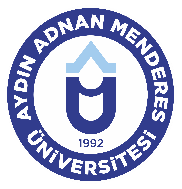 AYDIN ADNAN MENDERES
ÜNİVERSİTESİ
1992